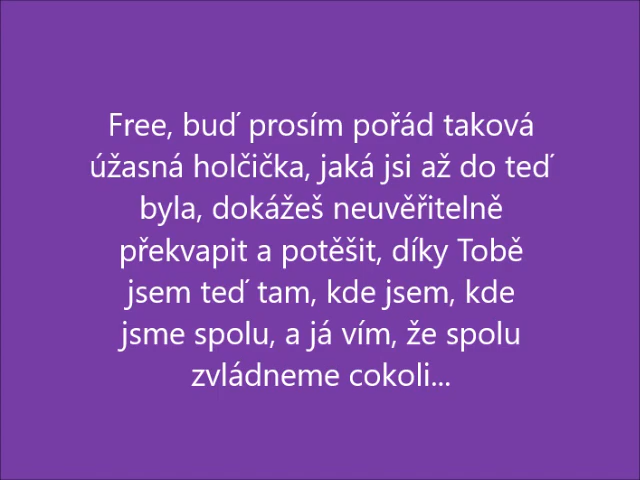 Free, buď prosím pořád taková
úžasná holčička, jaká jsi až do teď
byla, dokážeš neuvěřitelně
překvapit a potěšit, díky Tobě
jsem teď tam, kde jsem, kde
jsme spolu, a já vím, že spolu
zvládneme cokoli...